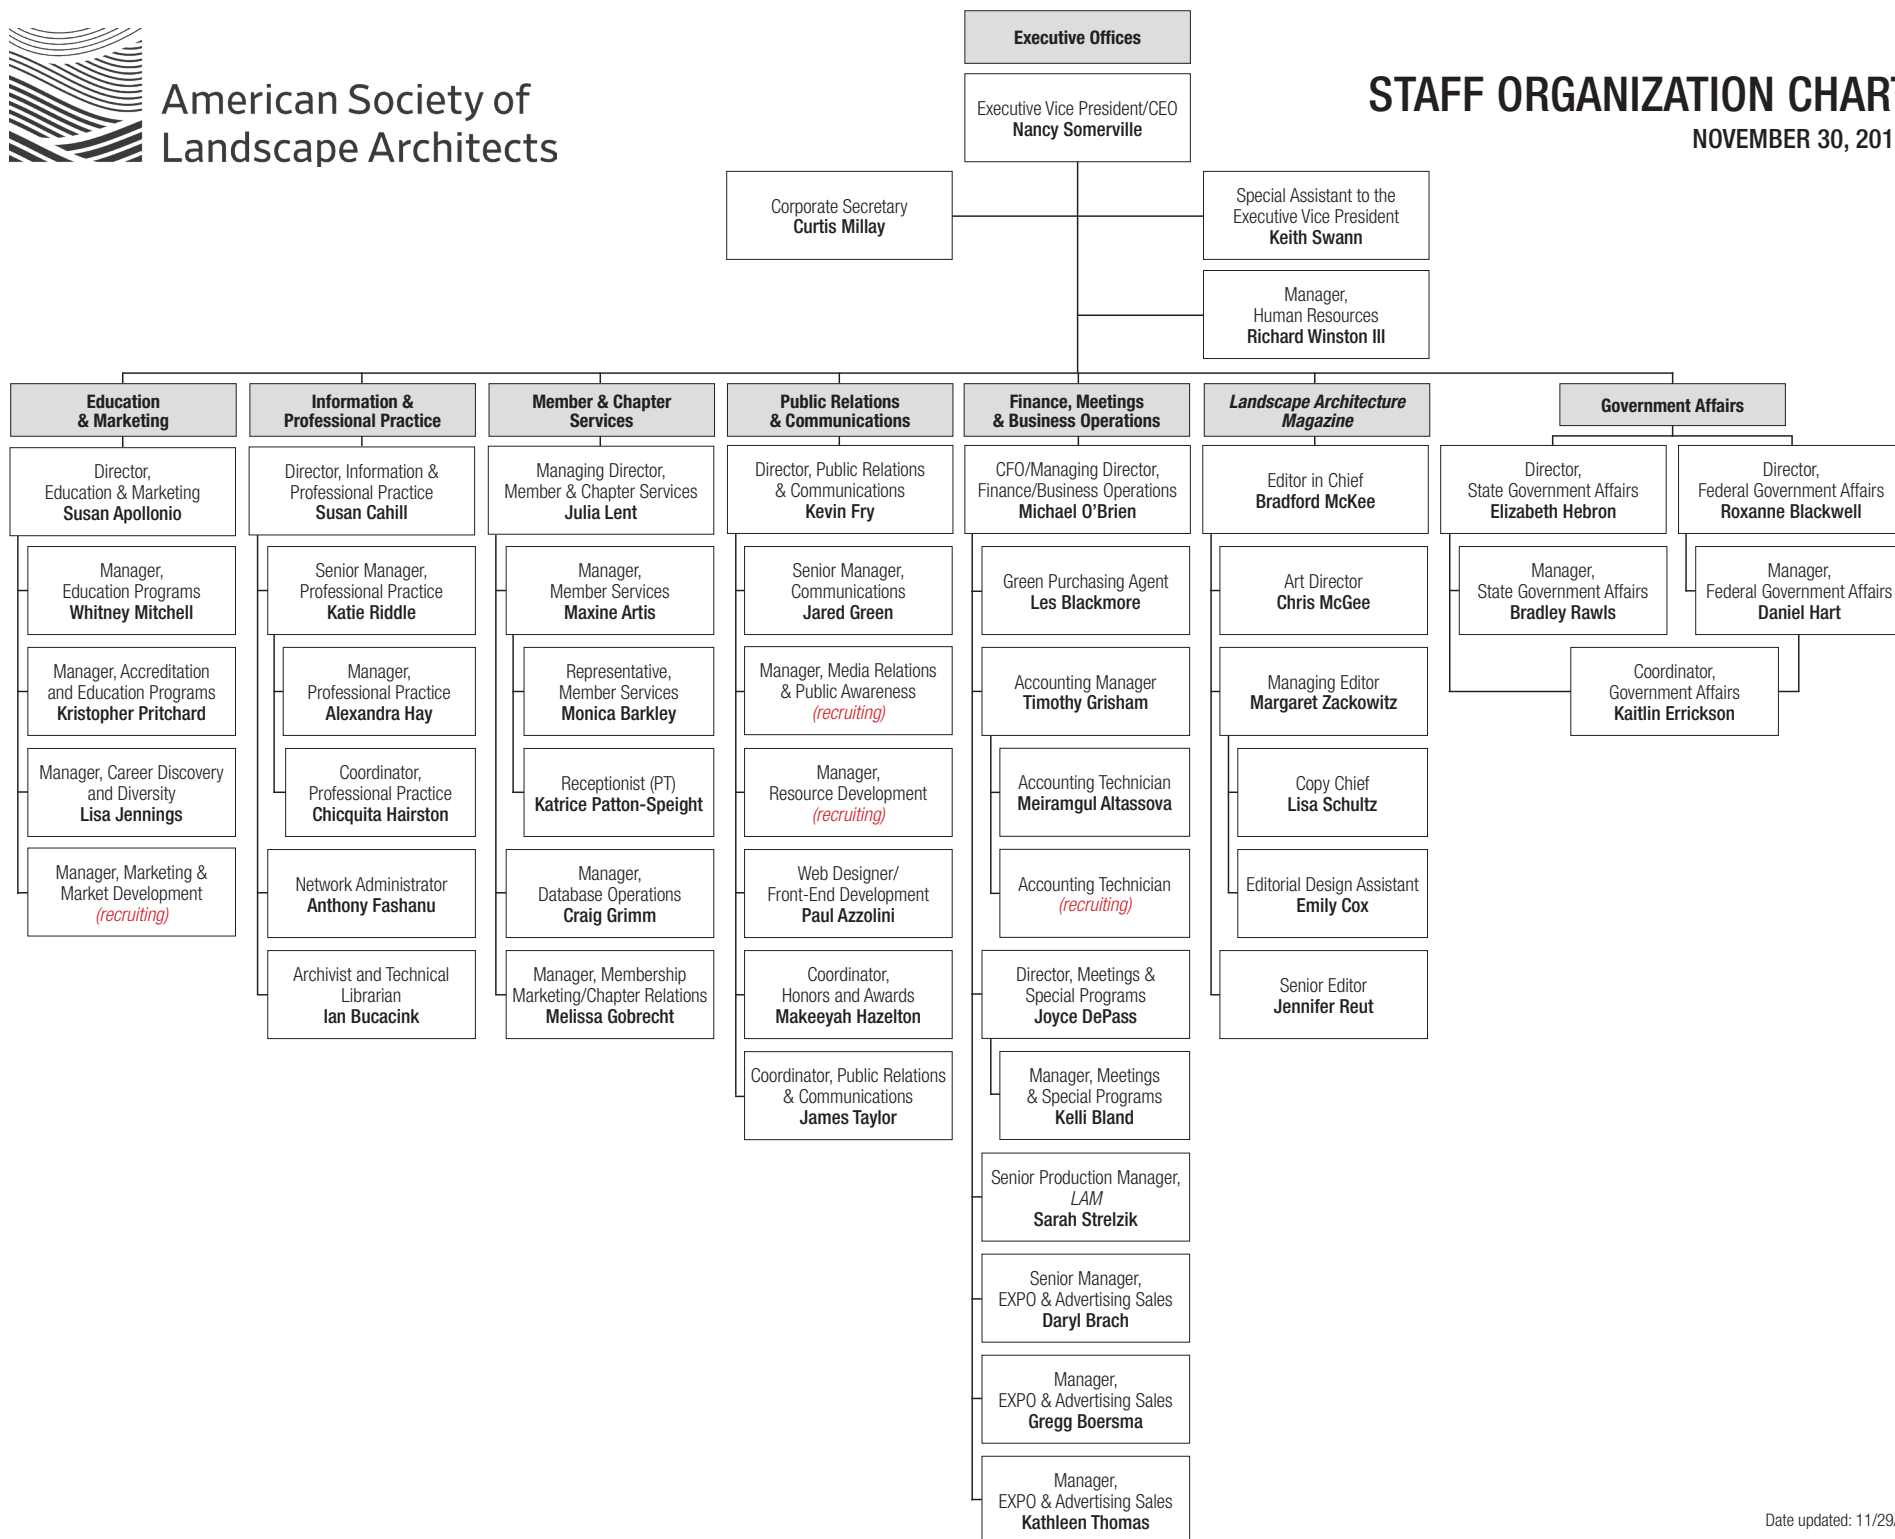 American Society of
Landscape Architects
STAFF ORGANIZATION CHART
NOVEMBER 30, 201
Executive Offices
Executive Vice President/CEO
Nancy Somerville
Corporate Secretary
Curtis Millay
Special Assistant to the
Executive Vice President
Keith Swann
Manager,
Human Resources
Richard Winston III
Education
& Marketing
Director,
Education & Marketing
Susan Apollonio
Manager,
Education Programs
Whitney Mitchell
Manager, Accreditation
and Education Programs
Kristopher Pritchard
Manager, Career Discovery
and Diversity
Lisa Jennings
Manager, Marketing &
Market Development
(recruiting)
Information &
Professional Practice
Director, Information &
Professional Practice
Susan Cahill
Senior Manager,
Professional Practice
Katie Riddle
Manager,
Professional Practice
Alexandra Hay
Coordinator,
Professional Practice
Chicquita Hairston
Network Administrator
Anthony Fashanu
Archivist and Technical
Librarian
Ian Bucacink
Member & Chapter
Services
Managing Director,
Member & Chapter Services
Julia Lent
Manager,
Member Services
Maxine Artis
Representative,
Member Services
Monica Barkley
Receptionist (PT)
Katrice Patton-Speight
Manager,
Database Operations
Craig Grimm
Manager, Membership
Marketing/Chapter Relations
Melissa Gobrecht
Public Relations
& Communications
Director, Public Relations
& Communications
Kevin Fry
Senior Manager,
Communications
Jared Green
Manager, Media Relations
& Public Awareness
(recruiting)
Manager,
Resource Development
(recruiting)
Web Designer/
Front-End Development
Paul Azzolini
Coordinator,
Honors and Awards
Makeeyah Hazelton
Coordinator, Public Relations
& Communications
James Taylor
Finance, Meetings
& Business Operations
CFO/Managing Director,
Finance/Business Operations
Michael O'Brien
Green Purchasing Agent
Les Blackmore
Accounting Manager
Timothy Grisham
Accounting Technician
Meiramgul Altassova
Accounting Technician
(recruiting)
Director, Meetings &
Special Programs
Joyce DePass
Manager, Meetings
& Special Programs
Kelli Bland
Senior Production Manager,
LAM
Sarah Strelzik
Senior Manager,
EXPO & Advertising Sales
Daryl Brach
Manager,
EXPO & Advertising Sales
Gregg Boersma
Manager,
EXPO & Advertising Sales
Kathleen Thomas
Landscape Architecture
Magazine
Editor in Chief
Bradford McKee
Art Director
Chris McGee
Managing Editor
Margaret Zackowitz
Copy Chief
Lisa Schultz
Editorial Design Assistant
Emily Cox
Senior Editor
Jennifer Reut
Government Affairs
Director,
State Government Affairs
Elizabeth Hebron
Manager,
State Government Affairs
Bradley Rawls
Director,
Federal Government Affairs
Roxanne Blackwell
Manager,
Federal Government Affairs
Daniel Hart
Coordinator,
Government Affairs
Kaitlin Errickson
Date updated: 11/29/